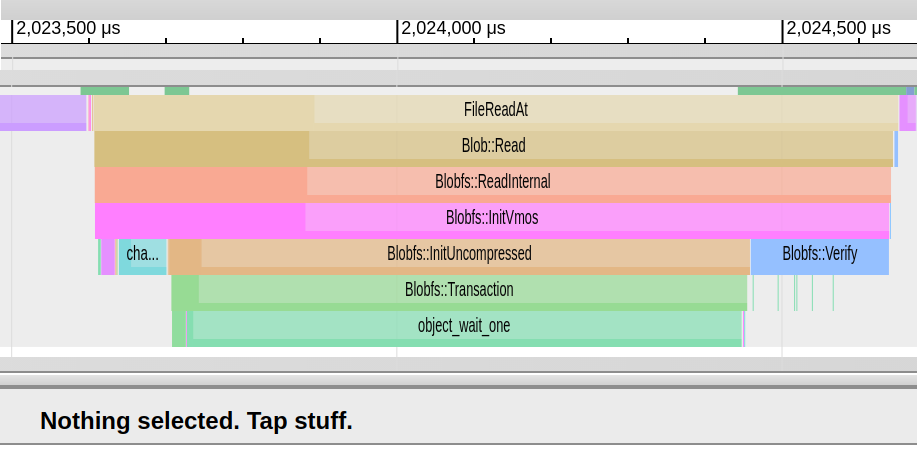 2,023,500 μs 2,024,000 μs 2,024,500 μs
FileReadAt
Blob::Read
Blobfs::ReadInternal
Blobfs::InitVmos
cha... Blobfs::InitUncompressed Blobfs::Verify
Blobfs::Transaction
object_wait_one
Nothing selected. Tap stuff.